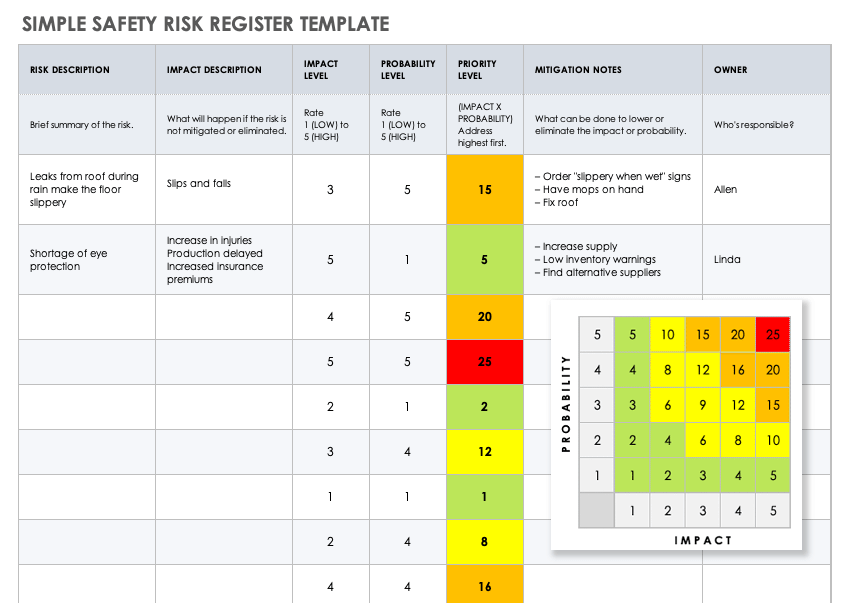 SIMPLE SAFETY RISK REGISTER TEMPLATE
RISK DESCRIPTION
IMPACT DESCRIPTION
IMPACT
LEVEL
PROBABILITY
LEVEL
PRIORITY
LEVEL
MITIGATION NOTES
OWNER
Brief summary of the risk.
What will happen if the risk is
not mitigated or eliminated.
Rate
1 (LOW) to
5 (HIGH)
Rate
1 (LOW) to
5 (HIGH)
(IMPACT X
PROBABILITY)
Address
highest first.
What can be done to lower or
eliminate the impact or probability.
Who's responsible?
Leaks from roof during
rain make the floor
slippery
Slips and falls
3
5
15
– Order "slippery when wet" signs
– Have mops on hand
– Fix roof
Allen
Shortage of eye
protection
Increase in injuries
Production delayed
Increased insurance
premiums
5
1
5
– Increase supply
– Low inventory warnings
– Find alternative suppliers
Linda
4 5 20
5 5 25
2 1 2
3 4 12
1 1 1
2 4 8
4 4 16
PROBABILITY
5 5 10 15 20 25
4 4 8 12 16 20
3 3 6 9 12 15
2 2 4 6 8 10
1 1 2 3 4 5
1 2 3 4 5
IMPACT